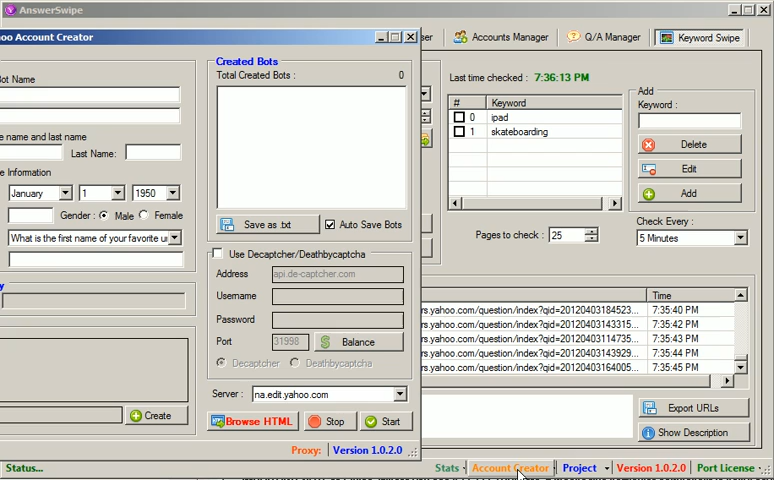 AnswerSwipe
oo Account Creator
ser
Accounts Manager
Q/A Manager
Keyword Swipe
Bot Name
e name and last name
Last Name:
e Information
January
1
1950
Gender :
Male
Female
What is the first name of your favorite u
y
Create
Created Bots
Total Created Bots :
0
Save as .txt
Auto Save Bots
Use Decaptcher/Deathbycaptcha
Address
api.de-captcher.com
Username
Password
Port
31998
Balance
Decaptcher
Deathbycaptcha
Server :
na.edit.yahoo.com
Browse HTML
Stop
Start
Proxy:
Version 1.0.2.0
Last time checked :
7:36:13 PM
#
Keyword
0
ipad
1
skateboarding
Pages to check :
25
Add
Keyword :
Delete
Edit
Add
Check Every :
5 Minutes
Time
rs.yahoo.com/question/index?qid=20120403184523...
7:35:40 PM
rs.yahoo.com/question/index?qid=20120403143315...
7:35:42 PM
rs.yahoo.com/question/index?qid=20120403114735...
7:35:43 PM
rs.yahoo.com/question/index?qid=20120403143929...
7:35:44 PM
rs.yahoo.com/question/index?qid=20120403164005...
7:35:45 PM
Export URLs
Show Description
Status...
Stats
Account Creator
Project
Version 1.0.2.0
Port License